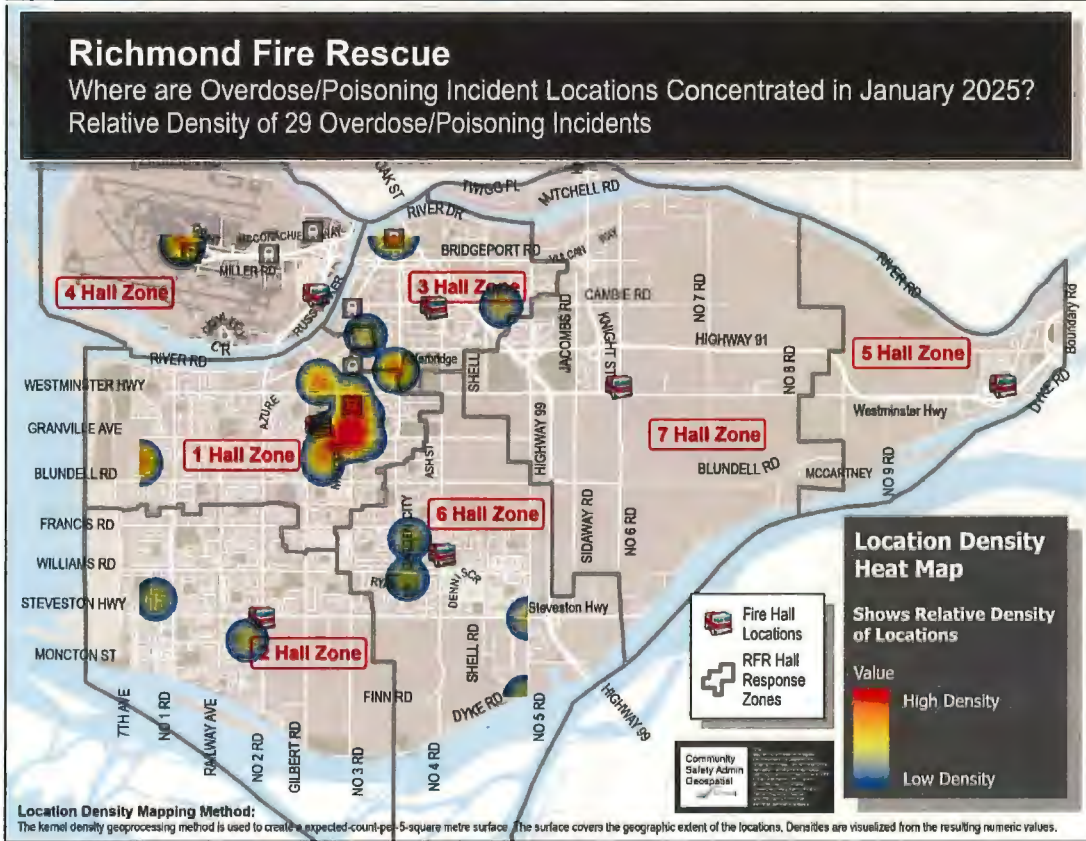 Richmond Fire Rescue
Where are Overdose/Poisoning Incident Locations Concentrated in January 2025?
Relative Density of 29 Overdose/Poisoning Incidents
OAK ST
TWIGG PL
MITCHELL RD
RIVER DR
BRIDGEPORT RD
VULCAN WAY
MILLER RD
4 Hall Zone
3 Hall Zone
CAMBIE RD
NO 7 RD
RIVER RD
Boundary Rd
RIVER RD
SHELL
JACOBS RD
KNIGHT ST
HIGHWAY 91
NO 8 RD
5 Hall Zone
DYKE RD
WESTMINSTER HWY
AZURE
Westminster Hwy
GRANVILLE AVE
1 Hall Zone
ASH ST
HIGHWAY 99
7 Hall Zone
BLUNDELL RD
BLUNDELL RD
MCCARTNEY
NO 9 RD
FRANCIS RD
6 Hall Zone
SIDAWAY RD
NO 6 RD
WILLIAMS RD
STEVESTON HWY
Steveston Hwy
MONCTON ST
2 Hall Zone
SHELL RD
FINN RD
DYKE RD
7TH AVE
NO 1 RD
RAILWAY AVE
NO 2 RD
GILBERT RD
NO 3 RD
NO 4 RD
NO 5 RD
HIGHWAY 99
Fire Hall
Locations
RFR Hall
Response
Zones
Location Density
Heat Map
Shows Relative Density
of Locations
Value
High Density
Low Density
Community
Safety Admin
Geospatial
Location Density Mapping Method:
The kernel density geoprocessing method is used to create a expected-count-per-5-square metre surface. The surface covers the geographic extent of the locations. Densities are visualized from the resulting numeric values.